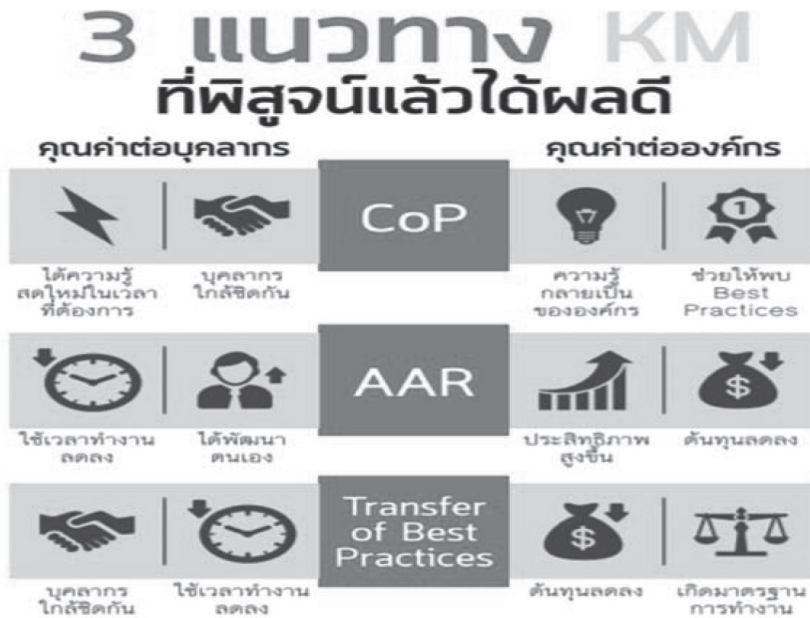 3 แนวทาง KM
ที่พิสูจน์แล้วได้ผลดี
คุณค่าต่อบุคลากร
คุณค่าต่อองค์กร
ได้ความรู้
สดใหม่ในเวลา
ที่ต้องการ
บุคลากร
ใกล้ชิดกัน
CoP
ความรู้
กลายเป็น
ขององค์กร
1
ช่วยให้พบ
Best
Practices
ใช้เวลาทำงาน
ลดลง
ได้พัฒนา
ตนเอง
AAR
ประสิทธิภาพ
สูงขึ้น
$
ต้นทุนลดลง
บุคลากร
ใกล้ชิดกัน
ใช้เวลาทำงาน
ลดลง
Transfer
of Best
Practices
$
ต้นทุนลดลง
เกิดมาตรฐาน
การทำงาน